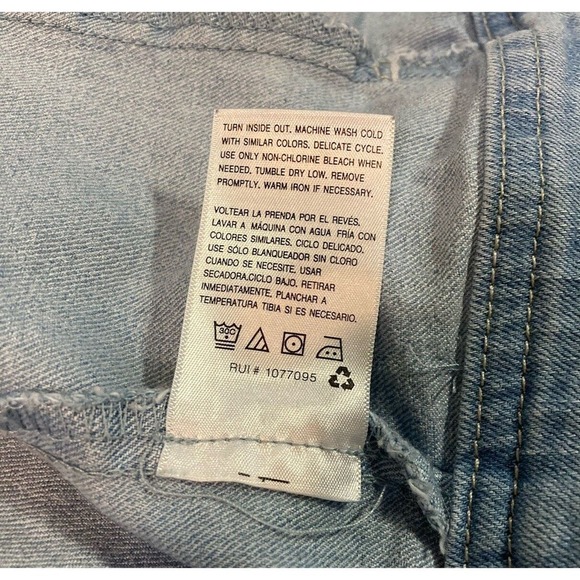 TURN INSIDE OUT. MACHINE WASH COLD
WITH SIMILAR COLORS. DELICATE CYCLE.
USE ONLY NON-CHLORINE BLEACH WHEN
NEEDED. TUMBLE DRY LOW. REMOVE
PROMPTLY. WARM IRON IF NECESSARY.
VOLTEAR LA PRENDA POR EL REVÉS.
LAVAR A MÁQUINA CON AGUA FRÍA CON
COLORES SIMILARES. CICLO DELICADO.
USE SÓLO BLANQUEADOR SIN CLORO
CUANDO SE NECESITE. USAR
SECADORA.CICLO BAJO. RETIRAR
INMEDIATAMENTE. PLANCHAR A
TEMPERATURA TIBIA SI ES NECESARIO.
30C
RUI # 1077095